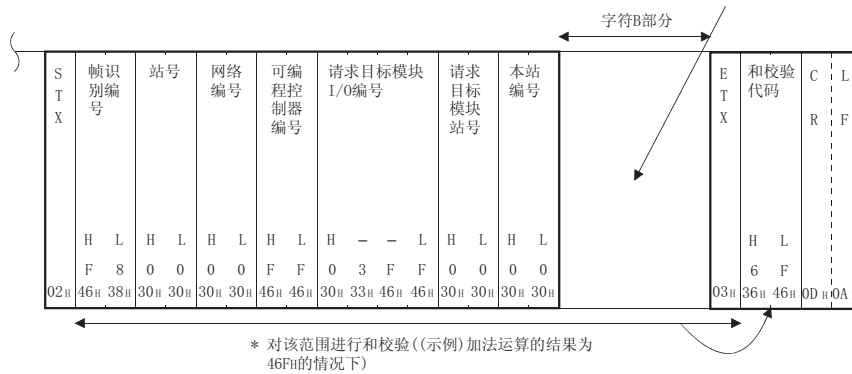 字符B部分
S T X
帧识别编号
站号
网络编号
可编程控制器编号
请求目标模块I/O编号
请求目标模块站号
本站编号
E T X
和校验代码
C R
L F
H L H L H L H L H － － L H L H L H L
F 8 0 0 0 0 F F 0 3 F F 0 0 0 0 6 F
02H 46H 38H 30H 30H 30H 30H 46H 46H 30H 33H 46H 46H 30H 30H 30H 30H 03H 36H 46H 0DH 0A
* 对该范围进行和校验((示例)加法运算的结果为
46FH的情况下)